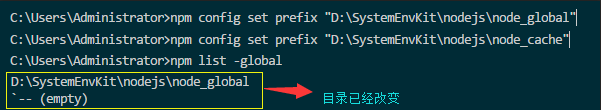 C:\Users\Administrator>npm config set prefix "D:\SystemEnvKit\nodejs\node_global"
C:\Users\Administrator>npm config set prefix "D:\SystemEnvKit\nodejs\node_cache"
C:\Users\Administrator>npm list -global
D:\SystemEnvKit\nodejs\node_global
`-- (empty) 目录已经改变